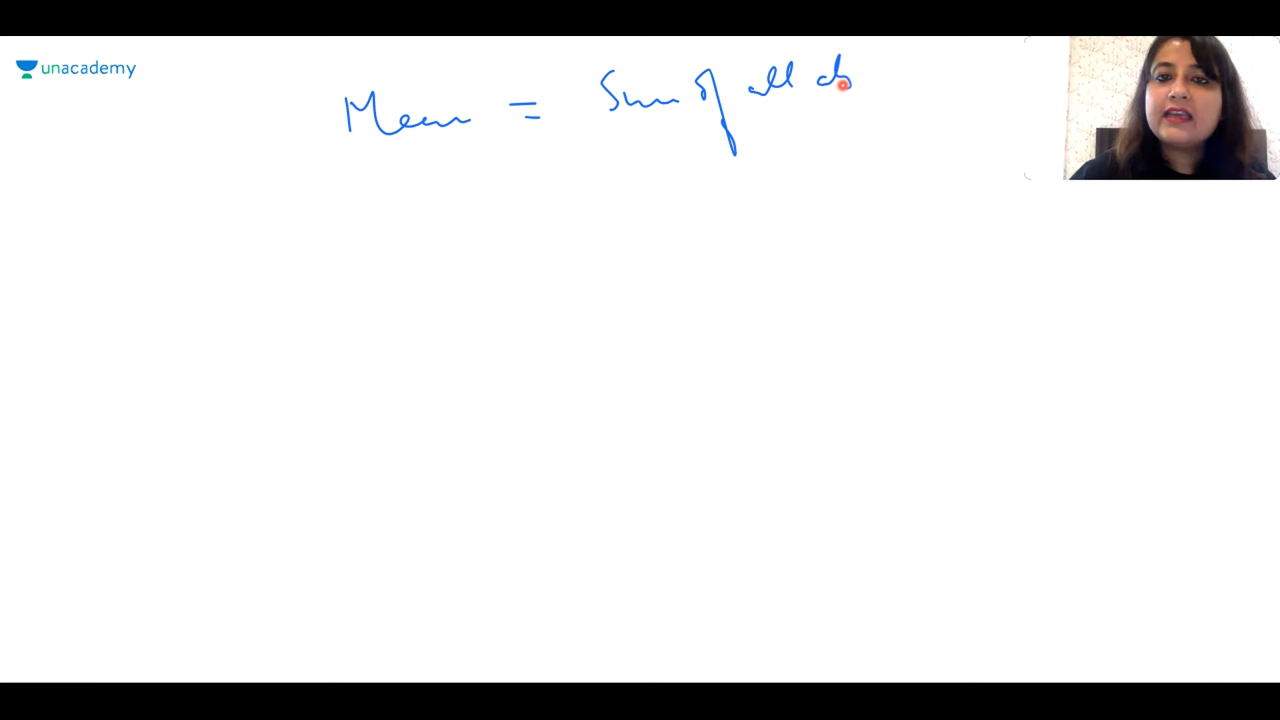 unacademy
Mean = Sum of all